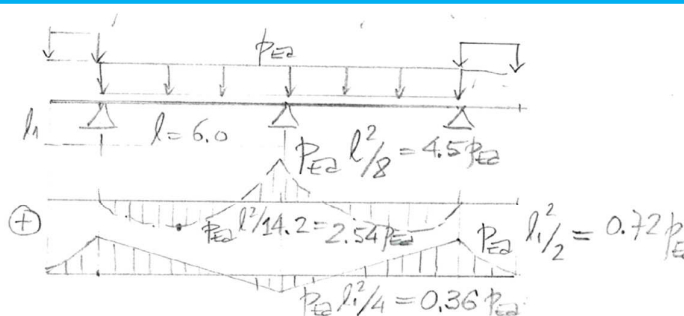 pEd
l1
l = 6.0
pEd l²/8 = 4.5 pEd
+
pEd l²/14.2 = 2.54 pEd
pEd l1²/2 = 0.72 pE
pEd l1²/4 = 0.36 pEd